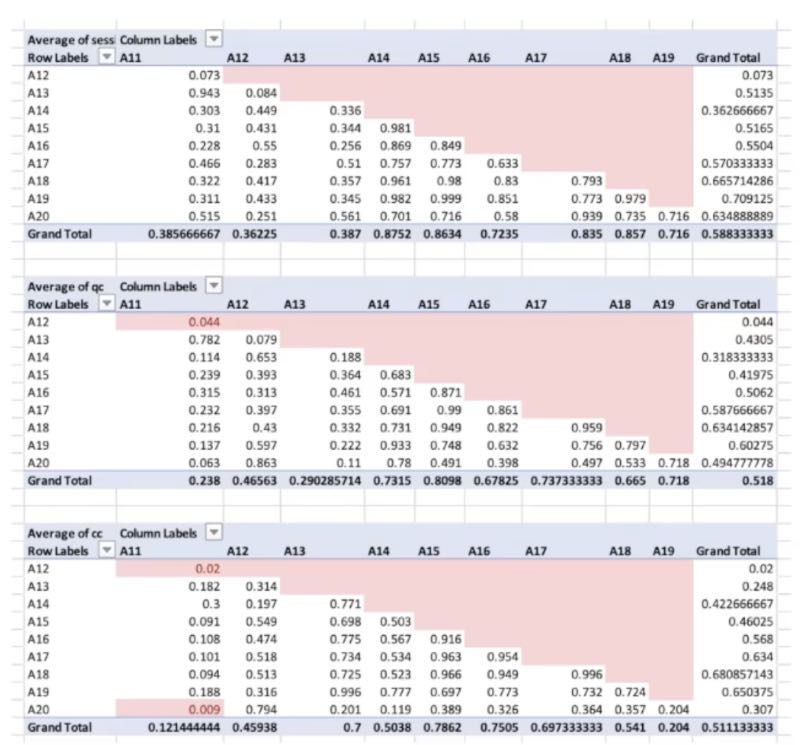 Average of sess Column Labels
Row Labels A11 A12 A13 A14 A15 A16 A17 A18 A19 Grand Total
A12 0.073 0.073
A13 0.943 0.084 0.5135
A14 0.303 0.449 0.336 0.362666667
A15 0.31 0.431 0.344 0.981 0.5165
A16 0.228 0.55 0.256 0.869 0.849 0.5504
A17 0.466 0.283 0.51 0.757 0.773 0.633 0.570333333
A18 0.322 0.417 0.357 0.961 0.98 0.83 0.793 0.665714286
A19 0.311 0.433 0.345 0.982 0.999 0.851 0.773 0.979 0.709125
A20 0.515 0.251 0.561 0.701 0.716 0.58 0.939 0.735 0.716 0.634888889
Grand Total 0.385666667 0.36225 0.387 0.8752 0.8634 0.7235 0.835 0.857 0.716 0.588333333
Average of qc Column Labels
Row Labels A11 A12 A13 A14 A15 A16 A17 A18 A19 Grand Total
A12 0.044 0.044
A13 0.782 0.079 0.4305
A14 0.114 0.653 0.188 0.318333333
A15 0.239 0.393 0.364 0.683 0.41975
A16 0.315 0.313 0.461 0.571 0.871 0.5062
A17 0.232 0.397 0.355 0.691 0.99 0.861 0.587666667
A18 0.216 0.43 0.332 0.731 0.949 0.822 0.959 0.634142857
A19 0.137 0.597 0.222 0.933 0.748 0.632 0.756 0.797 0.60275
A20 0.063 0.863 0.11 0.78 0.491 0.398 0.497 0.533 0.718 0.494777778
Grand Total 0.238 0.46563 0.290285714 0.7315 0.8098 0.67825 0.737333333 0.665 0.718 0.518
Average of cc Column Labels
Row Labels A11 A12 A13 A14 A15 A16 A17 A18 A19 Grand Total
A12 0.02 0.02
A13 0.182 0.314 0.248
A14 0.3 0.197 0.771 0.422666667
A15 0.091 0.549 0.698 0.503 0.46025
A16 0.108 0.474 0.775 0.567 0.916 0.568
A17 0.101 0.518 0.734 0.534 0.963 0.954 0.634
A18 0.094 0.513 0.725 0.523 0.966 0.949 0.996 0.680857143
A19 0.188 0.316 0.996 0.777 0.697 0.773 0.732 0.724 0.650375
A20 0.009 0.794 0.201 0.119 0.389 0.326 0.364 0.357 0.204 0.307
Grand Total 0.121444444 0.45938 0.7 0.5038 0.7862 0.7505 0.697333333 0.541 0.204 0.511133333